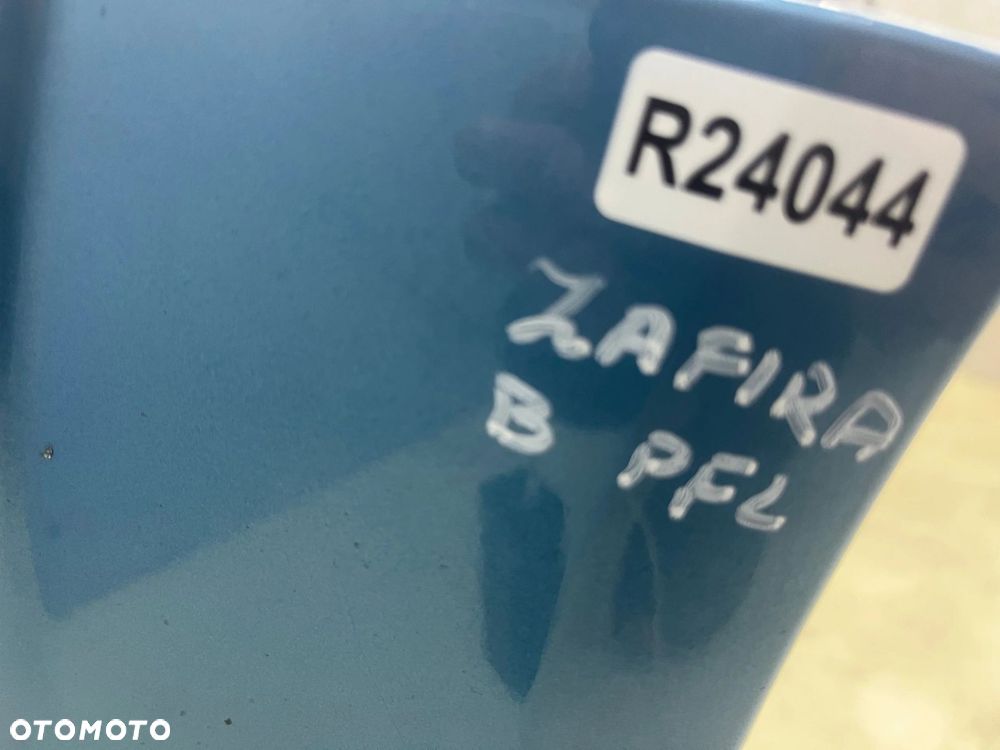 R24044
ZAFIRA
B PFL
OTOMOTO